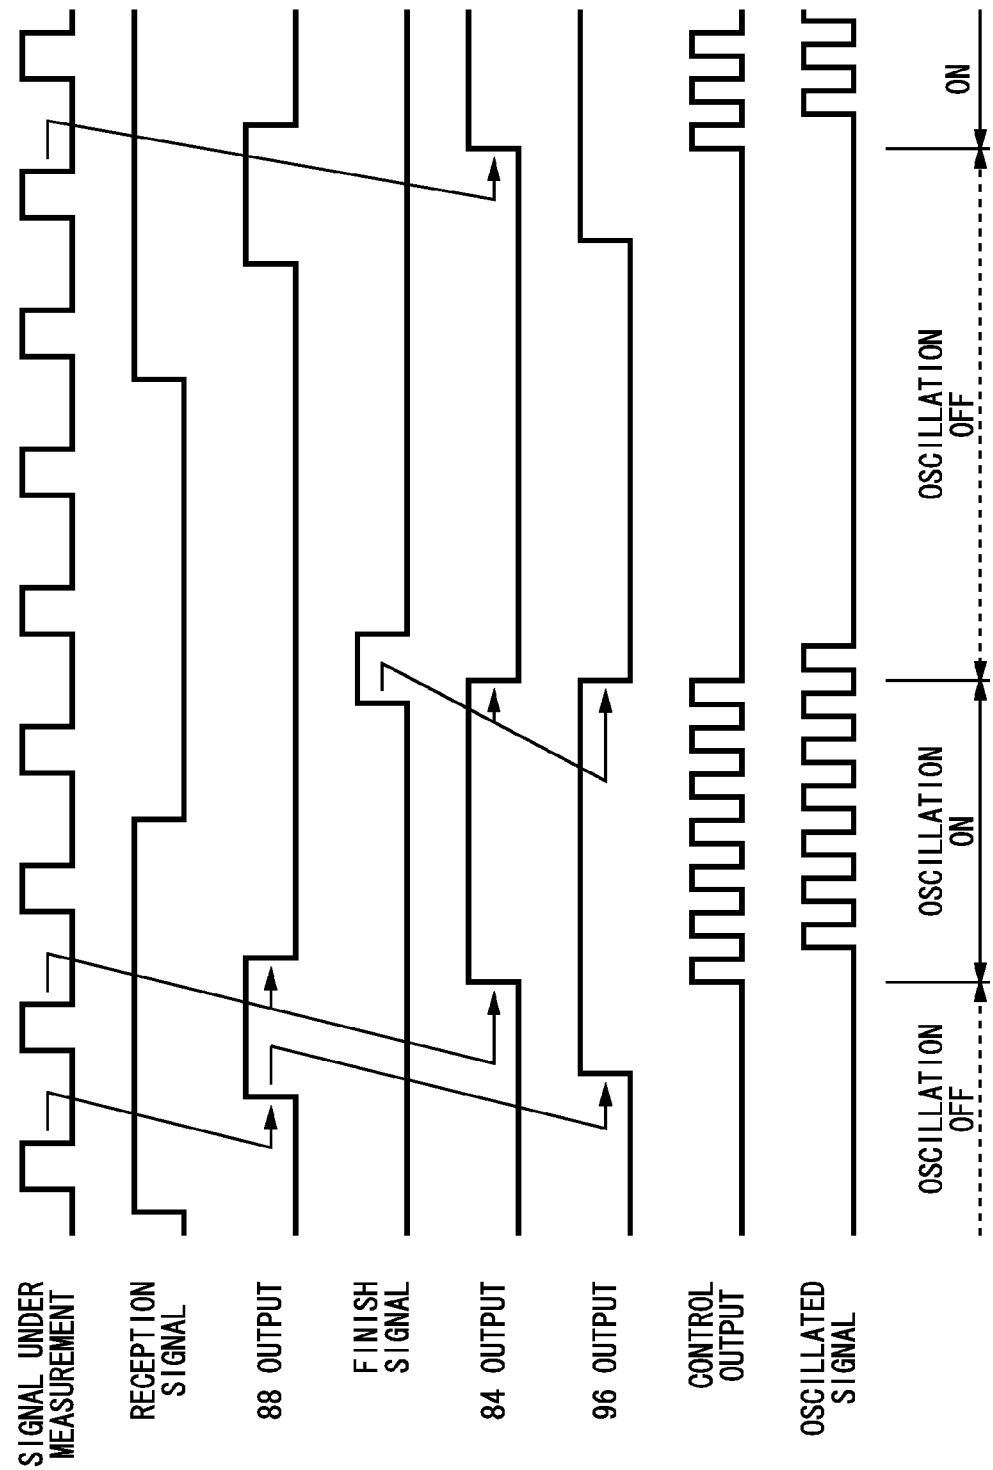 SIGNAL UNDER
MEASUREMENT
RECEPTION
SIGNAL
88 OUTPUT
FINISH
SIGNAL
84 OUTPUT
96 OUTPUT
CONTROL
OUTPUT
OSCILLATED
SIGNAL
OSCILLATION
OFF
OSCILLATION
ON
OSCILLATION
OFF
ON